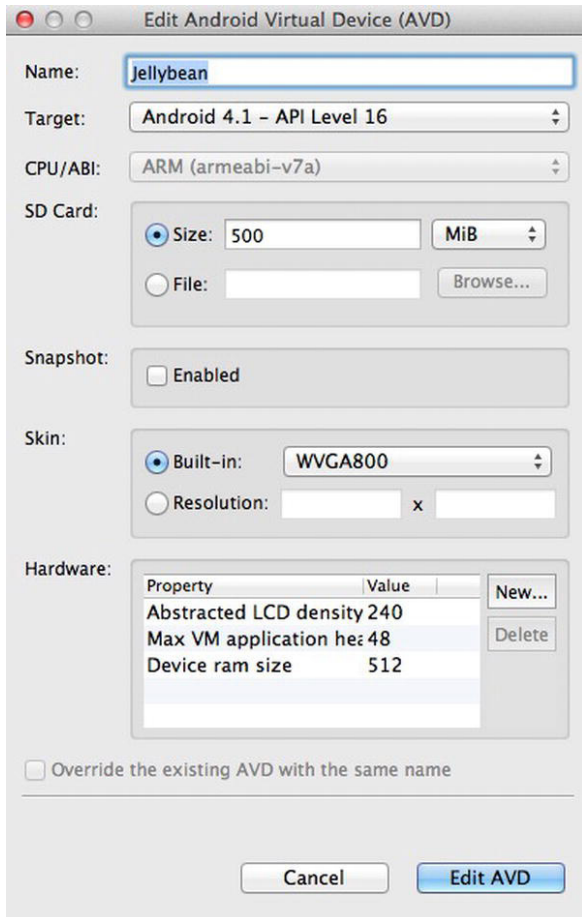 Edit Android Virtual Device (AVD)
Name: Jellybean
Target: Android 4.1 – API Level 16
CPU/ABI: ARM (armeabi-v7a)
SD Card:
Size: 500 MiB
File: Browse...
Snapshot:
Enabled
Skin:
Built-in: WVGA800
Resolution: x
Hardware:
Property Value
New...
Abstracted LCD density 240
Max VM application hea 48
Delete
Device ram size 512
Override the existing AVD with the same name
Cancel Edit AVD